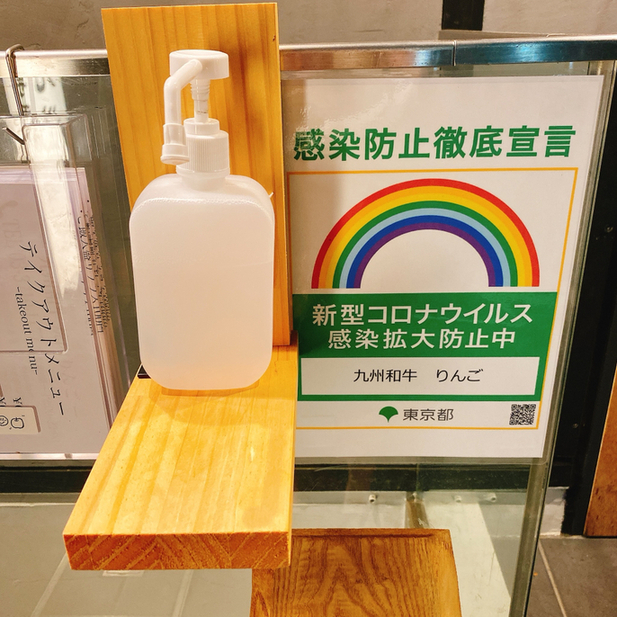 感染防止徹底宣言
新型コロナウイルス
感染拡大防止中
九州和牛 りんご
東京都
テイクアウトメニュー
-takeout menu-